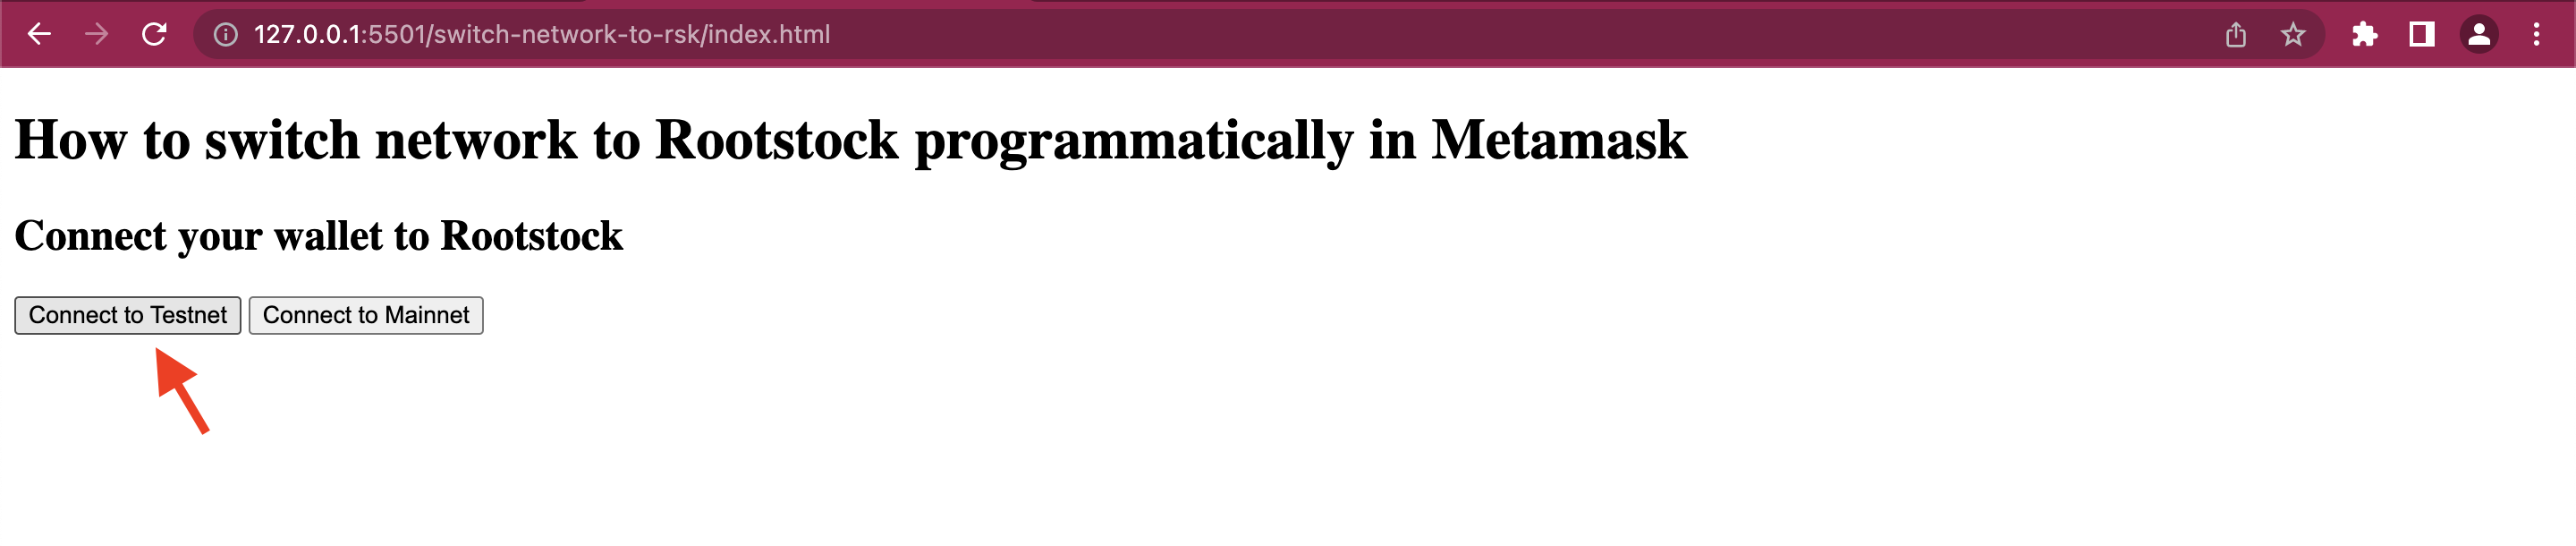 127.0.0.1:5501/switch-network-to-rsk/index.html
How to switch network to Rootstock programmatically in Metamask
Connect your wallet to Rootstock
Connect to Testnet Connect to Mainnet